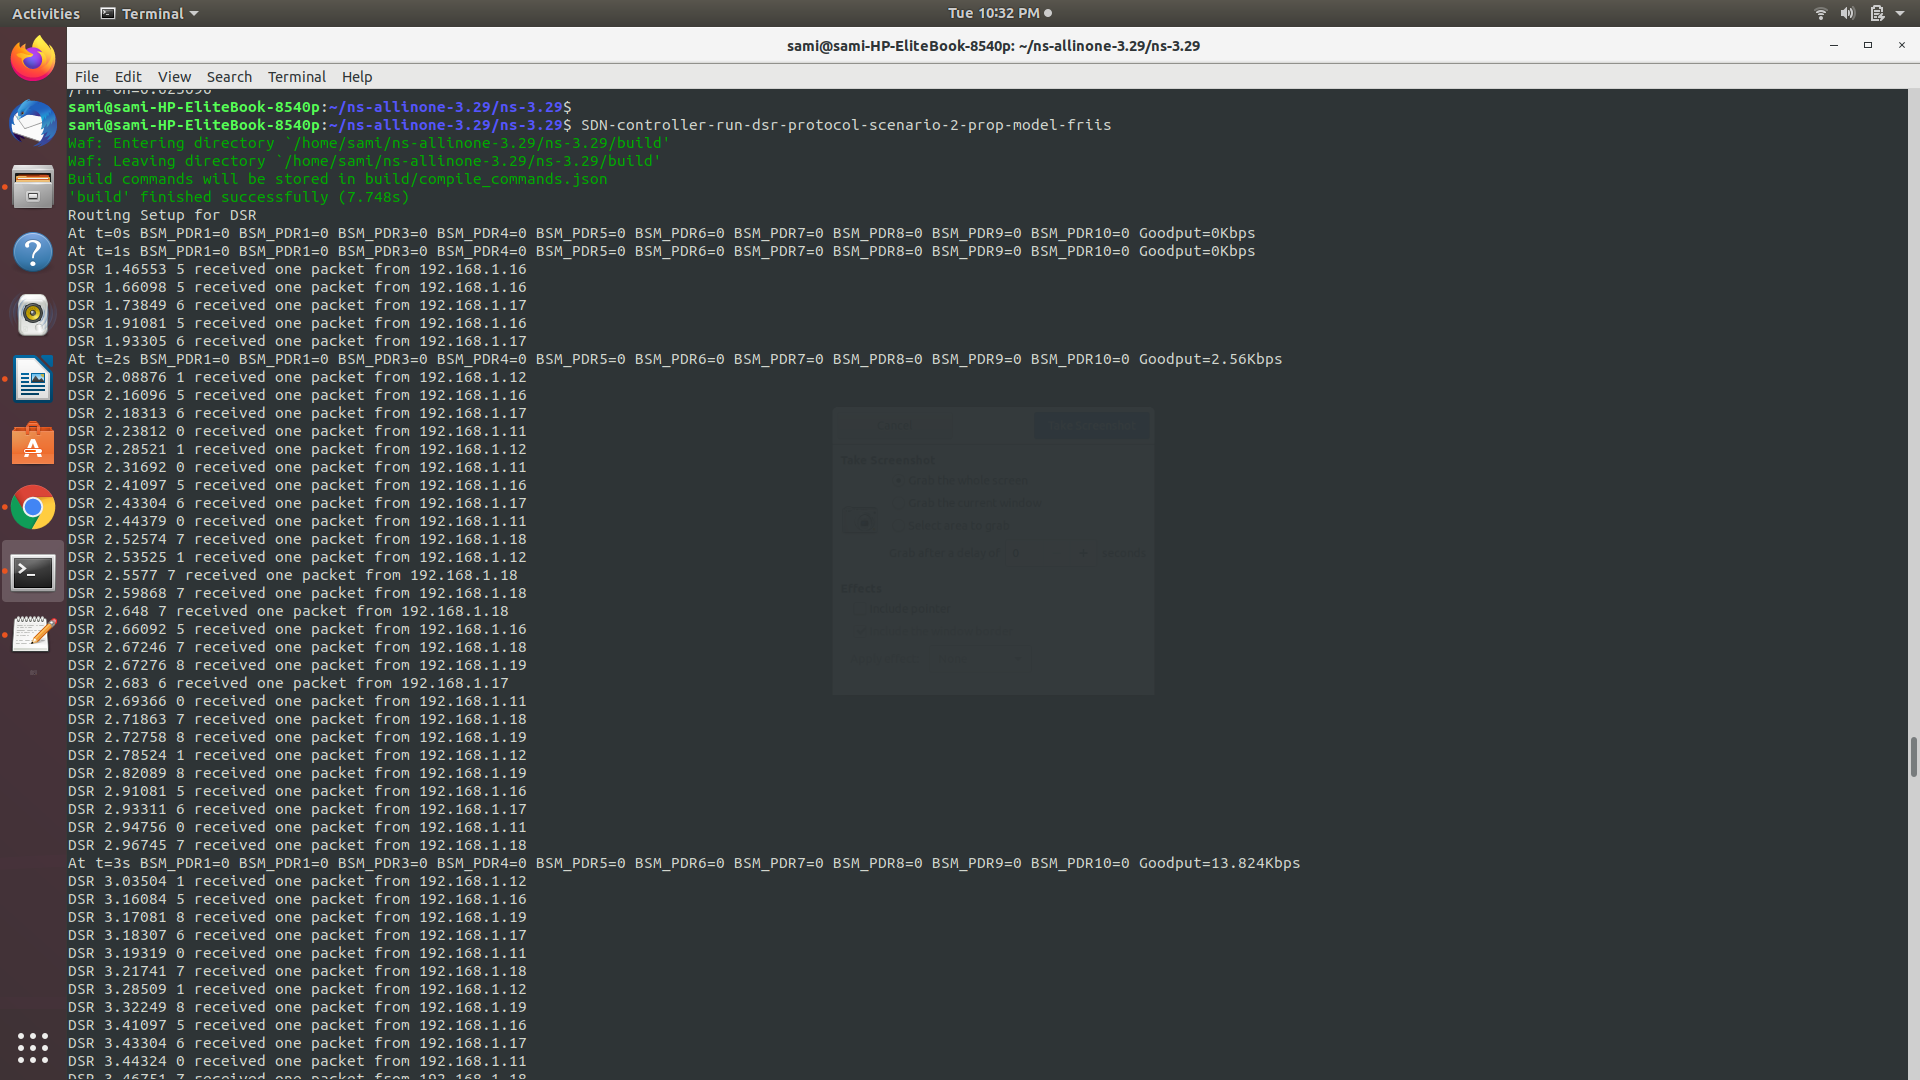 Activities
Terminal
Tue 10:32 PM
sami@sami-HP-EliteBook-8540p: ~/ns-allinone-3.29/ns-3.29
File Edit View Search Terminal Help
sami@sami-HP-EliteBook-8540p:~/ns-allinone-3.29/ns-3.29$
sami@sami-HP-EliteBook-8540p:~/ns-allinone-3.29/ns-3.29$ SDN-controller-run-dsr-protocol-scenario-2-prop-model-friis
Waf: Entering directory `/home/sami/ns-allinone-3.29/ns-3.29/build'
Waf: Leaving directory `/home/sami/ns-allinone-3.29/ns-3.29/build'
Build commands will be stored in build/compile_commands.json
'build' finished successfully (7.748s)
Routing Setup for DSR
At t=0s BSM_PDR1=0 BSM_PDR1=0 BSM_PDR3=0 BSM_PDR4=0 BSM_PDR5=0 BSM_PDR6=0 BSM_PDR7=0 BSM_PDR8=0 BSM_PDR9=0 BSM_PDR10=0 Goodput=0Kbps
At t=1s BSM_PDR1=0 BSM_PDR1=0 BSM_PDR3=0 BSM_PDR4=0 BSM_PDR5=0 BSM_PDR6=0 BSM_PDR7=0 BSM_PDR8=0 BSM_PDR9=0 BSM_PDR10=0 Goodput=0Kbps
DSR 1.46553 5 received one packet from 192.168.1.16
DSR 1.66098 5 received one packet from 192.168.1.16
DSR 1.73849 6 received one packet from 192.168.1.17
DSR 1.91081 5 received one packet from 192.168.1.16
DSR 1.93305 6 received one packet from 192.168.1.17
At t=2s BSM_PDR1=0 BSM_PDR1=0 BSM_PDR3=0 BSM_PDR4=0 BSM_PDR5=0 BSM_PDR6=0 BSM_PDR7=0 BSM_PDR8=0 BSM_PDR9=0 BSM_PDR10=0 Goodput=2.56Kbps
DSR 2.08876 1 received one packet from 192.168.1.12
DSR 2.16096 5 received one packet from 192.168.1.16
DSR 2.18313 6 received one packet from 192.168.1.17
DSR 2.23812 0 received one packet from 192.168.1.11
DSR 2.28521 1 received one packet from 192.168.1.12
DSR 2.31692 0 received one packet from 192.168.1.11
DSR 2.41097 5 received one packet from 192.168.1.16
DSR 2.43304 6 received one packet from 192.168.1.17
DSR 2.44379 0 received one packet from 192.168.1.11
DSR 2.52574 7 received one packet from 192.168.1.18
DSR 2.53525 1 received one packet from 192.168.1.12
DSR 2.5577 7 received one packet from 192.168.1.18
DSR 2.59868 7 received one packet from 192.168.1.18
DSR 2.648 7 received one packet from 192.168.1.18
DSR 2.66092 5 received one packet from 192.168.1.16
DSR 2.67246 7 received one packet from 192.168.1.18
DSR 2.67276 8 received one packet from 192.168.1.19
DSR 2.683 6 received one packet from 192.168.1.17
DSR 2.69366 0 received one packet from 192.168.1.11
DSR 2.71863 7 received one packet from 192.168.1.18
DSR 2.72758 8 received one packet from 192.168.1.19
DSR 2.78524 1 received one packet from 192.168.1.12
DSR 2.82089 8 received one packet from 192.168.1.19
DSR 2.91081 5 received one packet from 192.168.1.16
DSR 2.93311 6 received one packet from 192.168.1.17
DSR 2.94756 0 received one packet from 192.168.1.11
DSR 2.96745 7 received one packet from 192.168.1.18
At t=3s BSM_PDR1=0 BSM_PDR1=0 BSM_PDR3=0 BSM_PDR4=0 BSM_PDR5=0 BSM_PDR6=0 BSM_PDR7=0 BSM_PDR8=0 BSM_PDR9=0 BSM_PDR10=0 Goodput=13.824Kbps
DSR 3.03504 1 received one packet from 192.168.1.12
DSR 3.16084 5 received one packet from 192.168.1.16
DSR 3.17081 8 received one packet from 192.168.1.19
DSR 3.18307 6 received one packet from 192.168.1.17
DSR 3.19319 0 received one packet from 192.168.1.11
DSR 3.21741 7 received one packet from 192.168.1.18
DSR 3.28509 1 received one packet from 192.168.1.12
DSR 3.32249 8 received one packet from 192.168.1.19
DSR 3.41097 5 received one packet from 192.168.1.16
DSR 3.43304 6 received one packet from 192.168.1.17
DSR 3.44324 0 received one packet from 192.168.1.11
DSR 3.46751 7 received one packet from 192.168.1.18
Take Screenshot
Effects